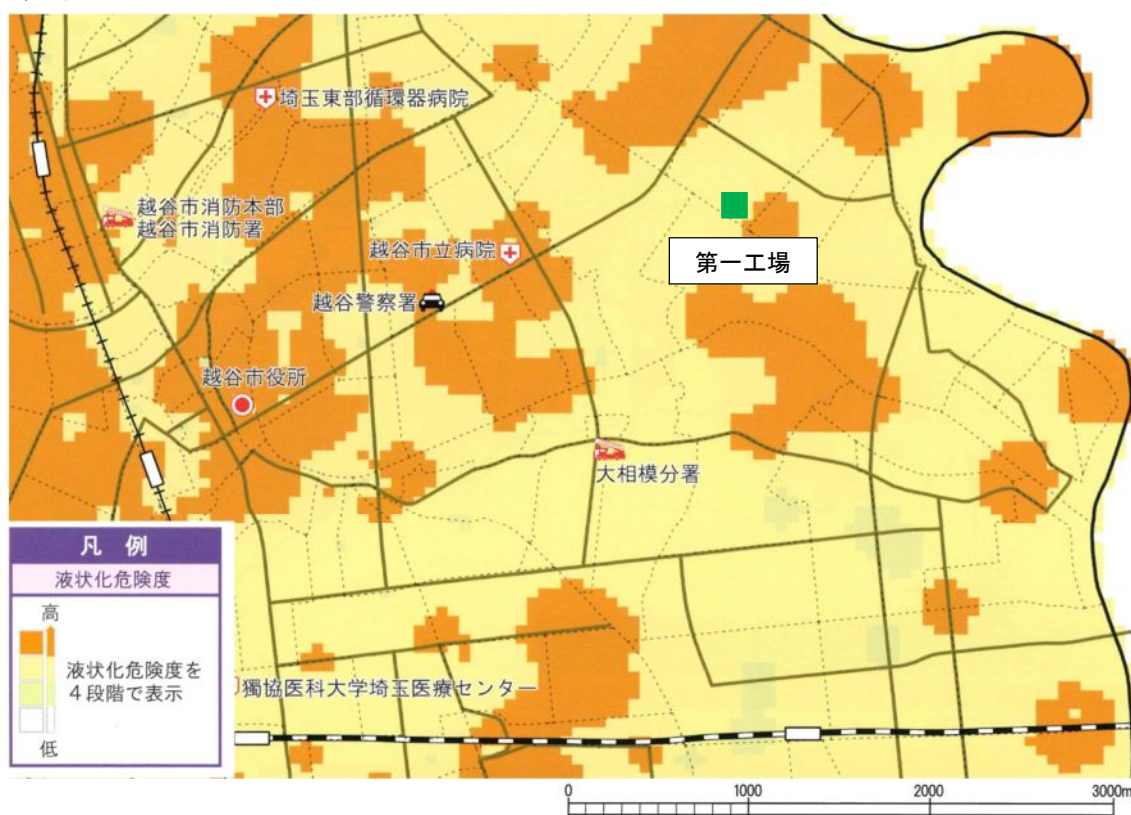 埼玉東部循環器病院
越谷市消防本部
越谷市消防署
越谷市立病院
第一工場
越谷警察署
越谷市役所
大相模分署
凡 例
液状化危険度
高
液状化危険度を
4段階で表示
低
獨協医科大学埼玉医療センター
0 1000 2000 3000m